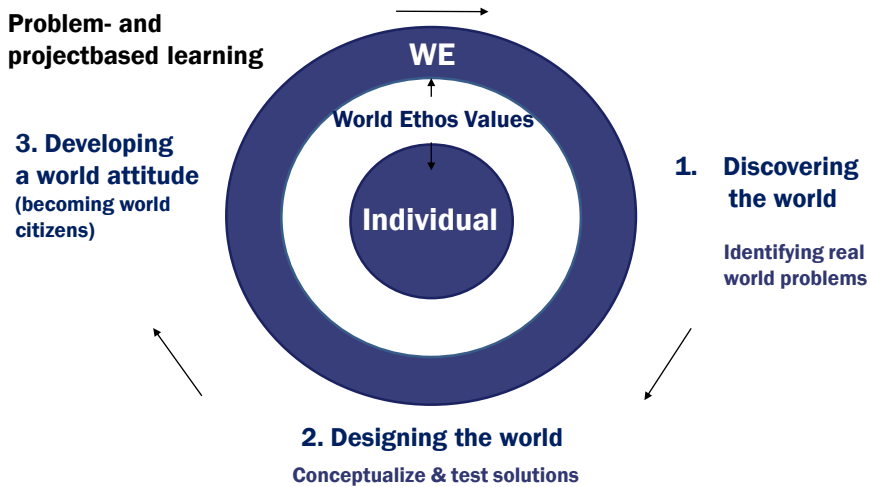 Problem- and
projectbased learning
WE
World Ethos Values
Individual
1. Discovering
the world
Identifying real
world problems
2. Designing the world
Conceptualize & test solutions
3. Developing
a world attitude
(becoming world
citizens)